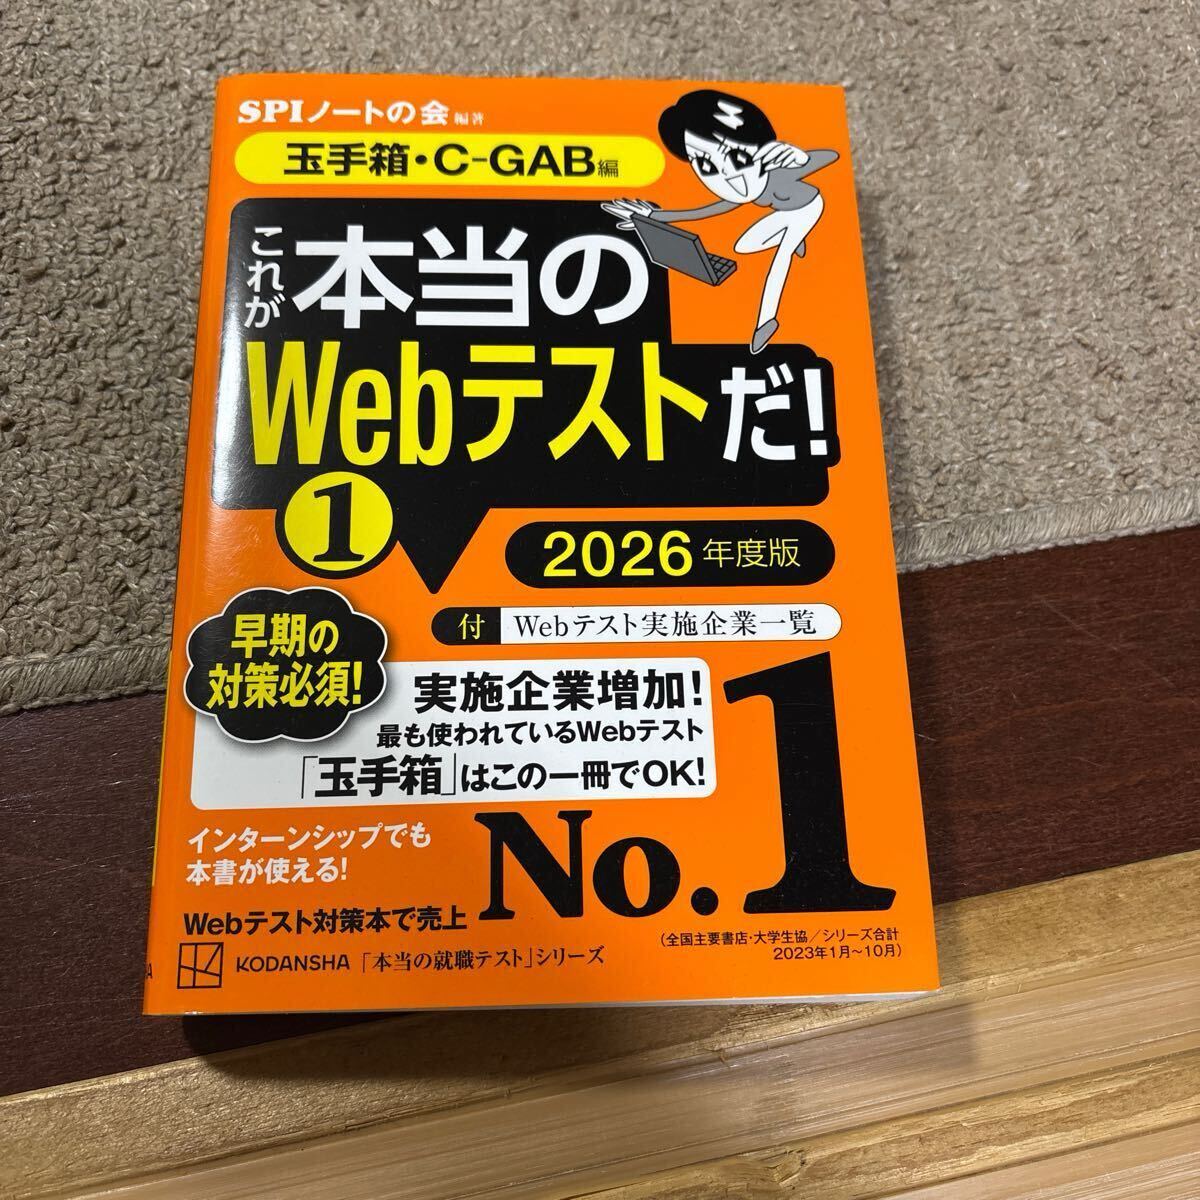 SPIノートの会 編著
玉手箱・C-GAB編
これが
本当の
Webテストだ!
1
2026年度版
付 Webテスト実施企業一覧
早期の
対策必須!
実施企業増加!
最も使われているWebテスト
「玉手箱」はこの一冊でOK!
インターンシップでも
本書が使える!
Webテスト対策本で売上
No.1
(全国主要書店・大学生協/シリーズ合計
2023年1月~10月)
KODANSHA 「本当の就職テスト」シリーズ